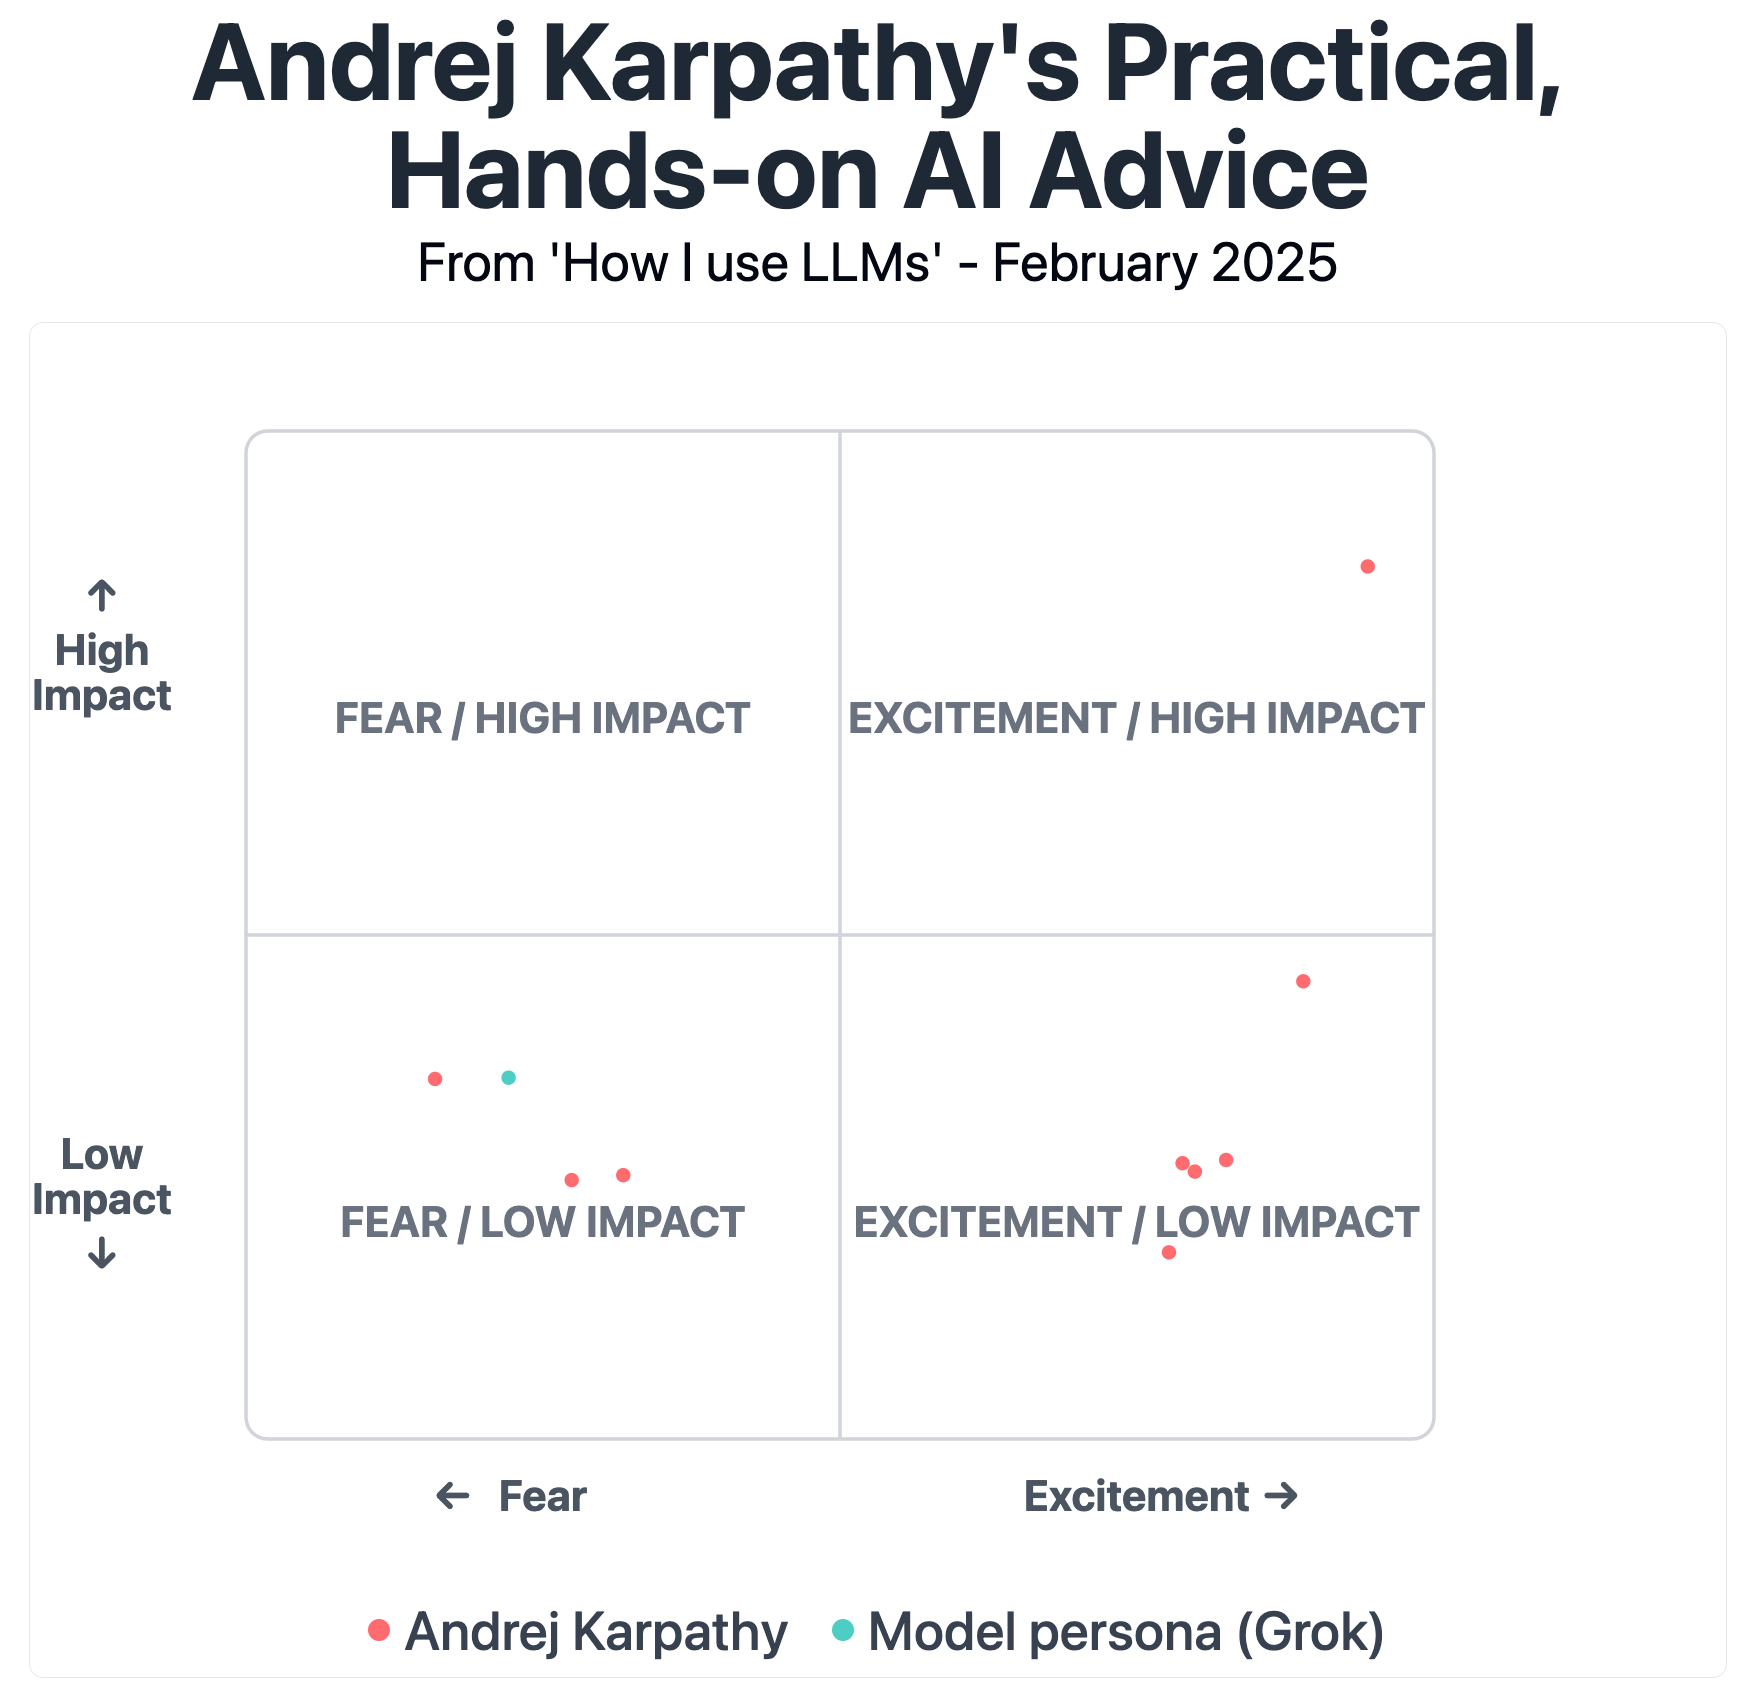 Andrej Karpathy's Practical,
Hands-on AI Advice
From 'How I use LLMs' - February 2025
↑
High
Impact
FEAR / HIGH IMPACT
EXCITEMENT / HIGH IMPACT
Low
Impact
↓
FEAR / LOW IMPACT
EXCITEMENT / LOW IMPACT
← Fear
Excitement →
Andrej Karpathy
Model persona (Grok)